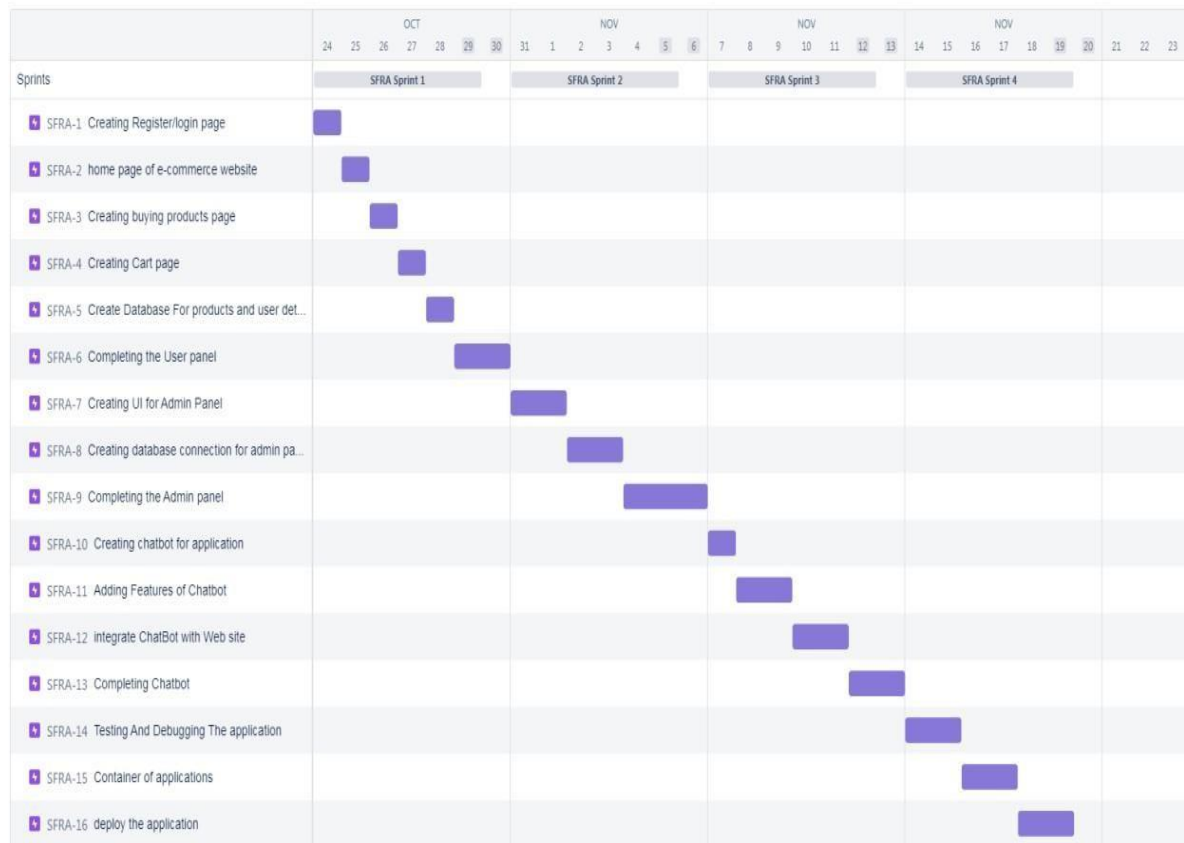 OCT NOV NOV NOV
24 25 26 27 28 29 30 31 1 2 3 4 5 6 7 8 9 10 11 12 13 14 15 16 17 18 19 20 21 22 23
Sprints SFRA Sprint 1 SFRA Sprint 2 SFRA Sprint 3 SFRA Sprint 4
SFRA-1 Creating Register/login page
SFRA-2 home page of e-commerce website
SFRA-3 Creating buying products page
SFRA-4 Creating Cart page
SFRA-5 Create Database For products and user det...
SFRA-6 Completing the User panel
SFRA-7 Creating UI for Admin Panel
SFRA-8 Creating database connection for admin pa...
SFRA-9 Completing the Admin panel
SFRA-10 Creating chatbot for application
SFRA-11 Adding Features of Chatbot
SFRA-12 integrate ChatBot with Web site
SFRA-13 Completing Chatbot
SFRA-14 Testing And Debugging The application
SFRA-15 Container of applications
SFRA-16 deploy the application